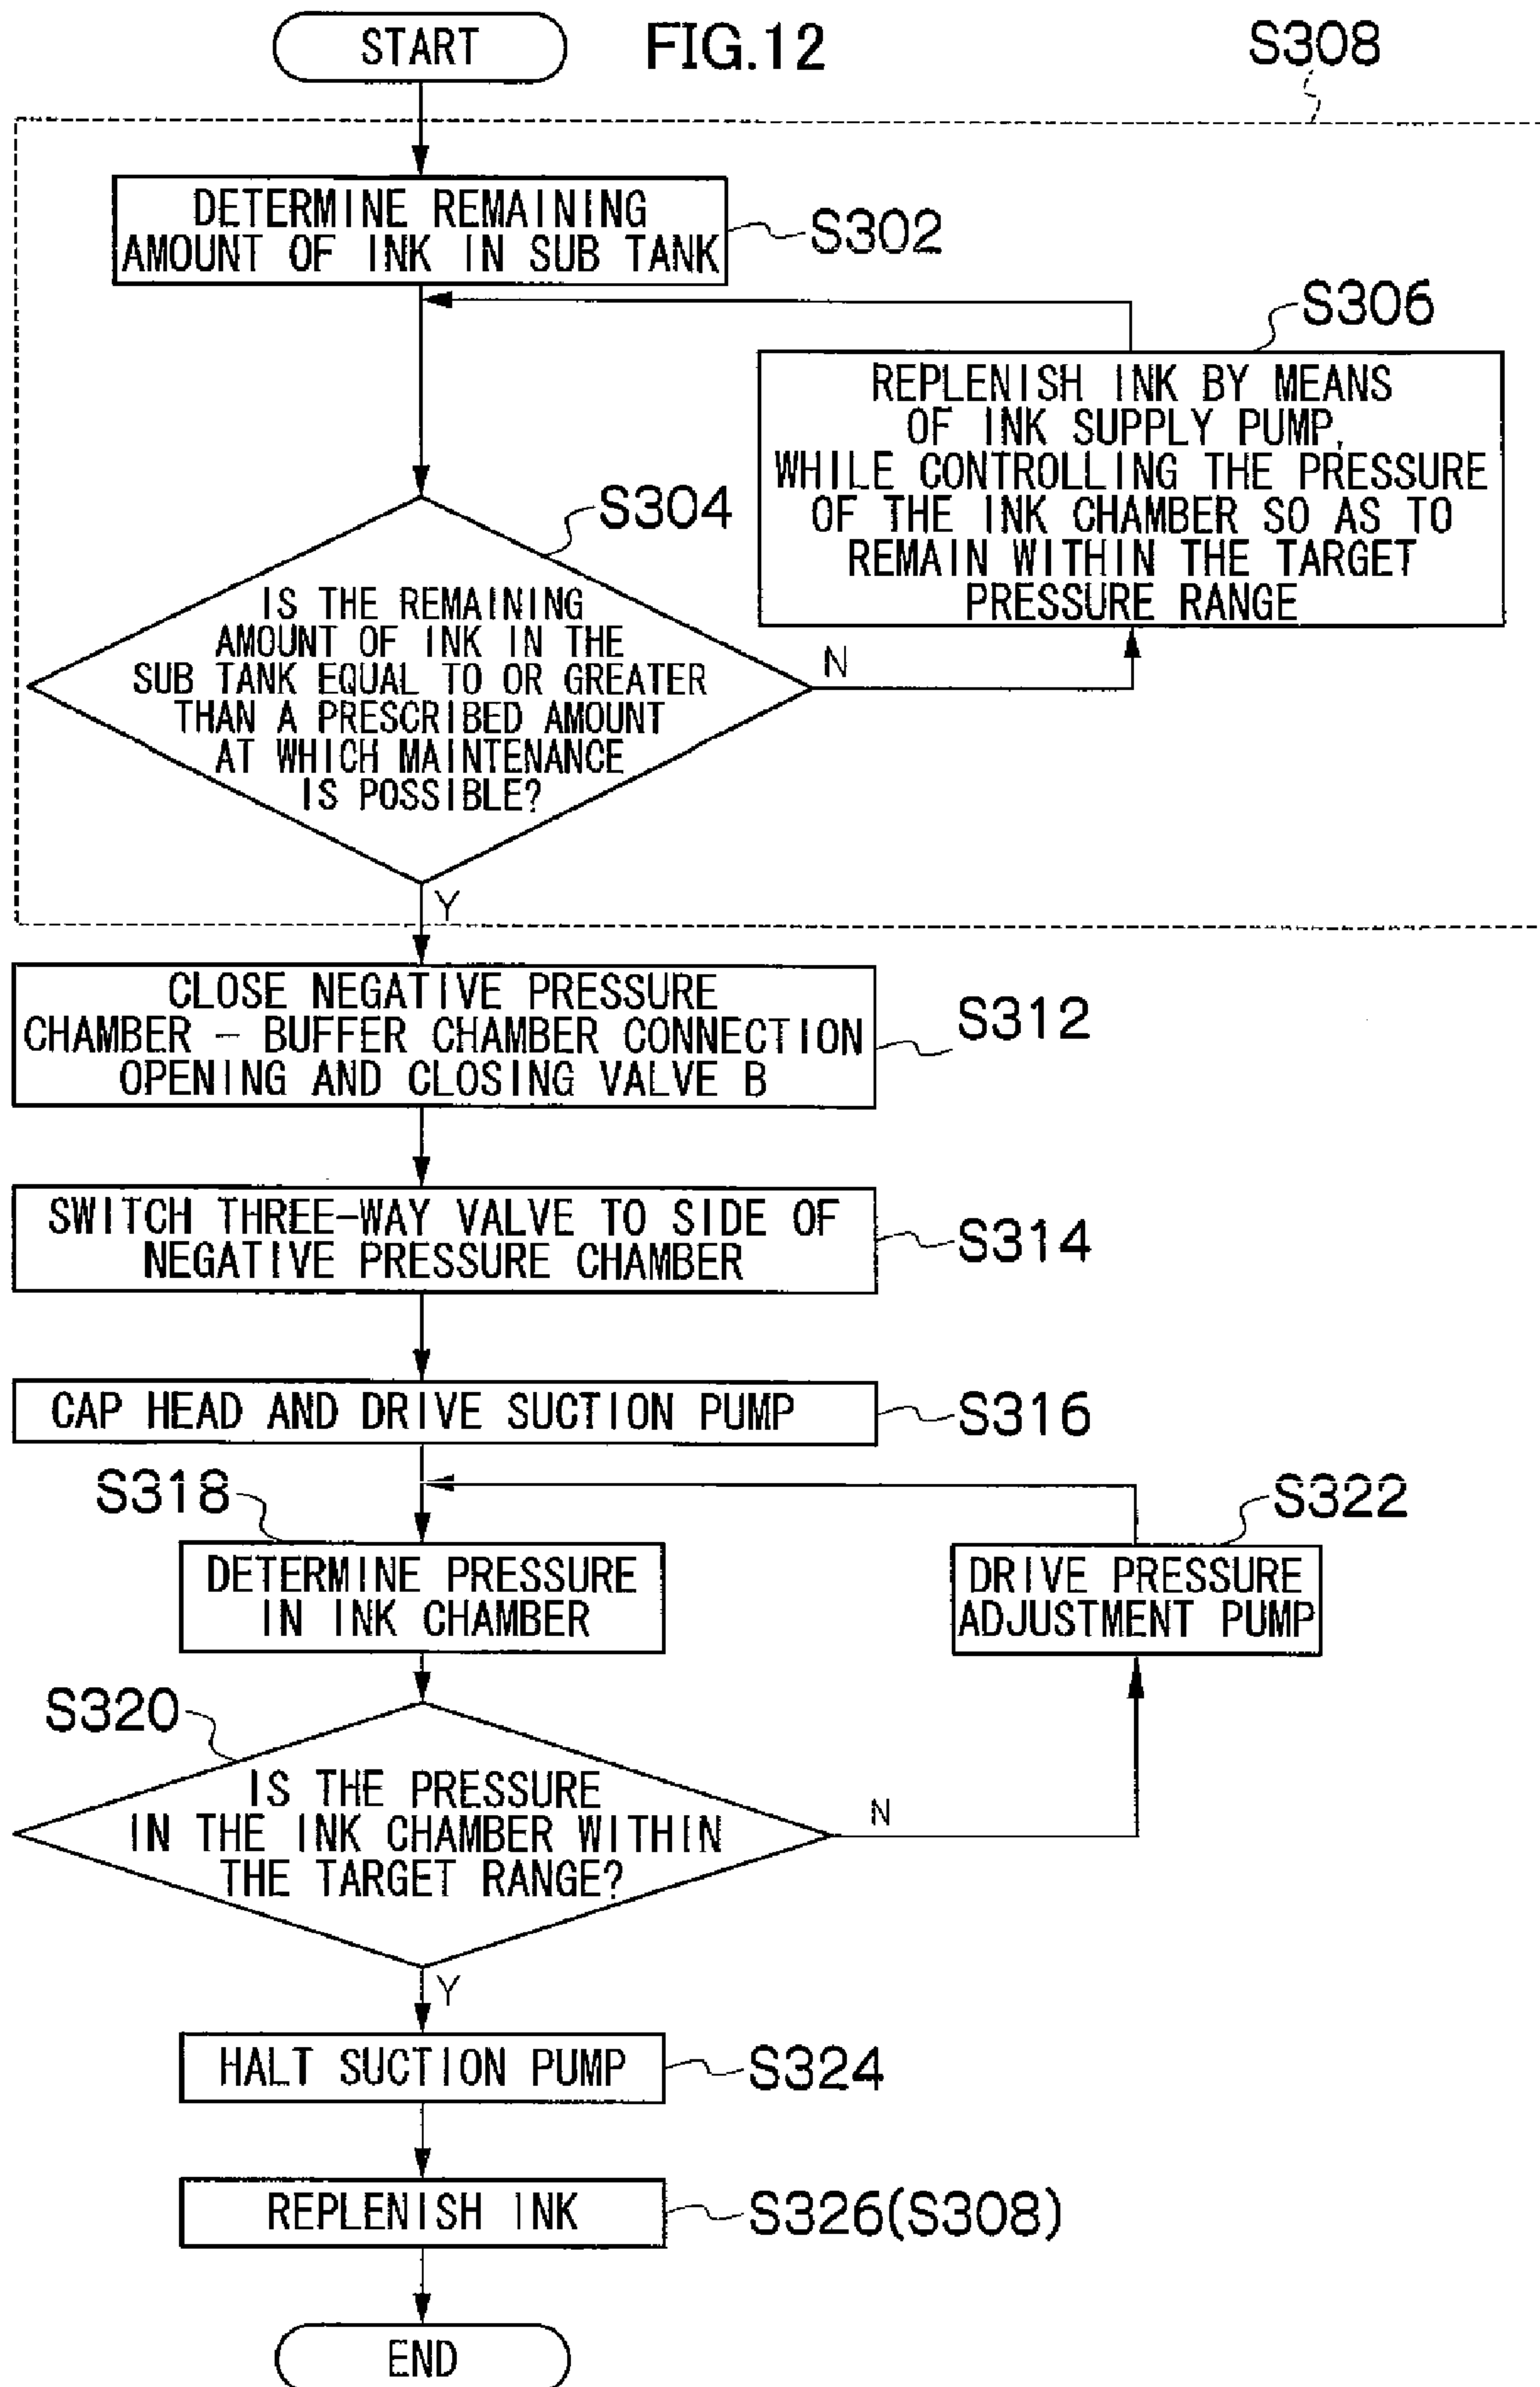 START
FIG.12
S308
DETERMINE REMAINING
AMOUNT OF INK IN SUB TANK
S302
S306
REPLENISH INK BY MEANS
OF INK SUPPLY PUMP,
WHILE CONTROLLING THE PRESSURE
OF THE INK CHAMBER SO AS TO
REMAIN WITHIN THE TARGET
PRESSURE RANGE
S304
IS THE REMAINING
AMOUNT OF INK IN THE
SUB TANK EQUAL TO OR GREATER
THAN A PRESCRIBED AMOUNT
AT WHICH MAINTENANCE
IS POSSIBLE?
N
Y
CLOSE NEGATIVE PRESSURE
CHAMBER - BUFFER CHAMBER CONNECTION
OPENING AND CLOSING VALVE B
S312
SWITCH THREE-WAY VALVE TO SIDE OF
NEGATIVE PRESSURE CHAMBER
S314
CAP HEAD AND DRIVE SUCTION PUMP
S316
S318
DETERMINE PRESSURE
IN INK CHAMBER
S322
DRIVE PRESSURE
ADJUSTMENT PUMP
S320
IS THE PRESSURE
IN THE INK CHAMBER WITHIN
THE TARGET RANGE?
N
Y
HALT SUCTION PUMP
S324
REPLENISH INK
S326(S308)
END